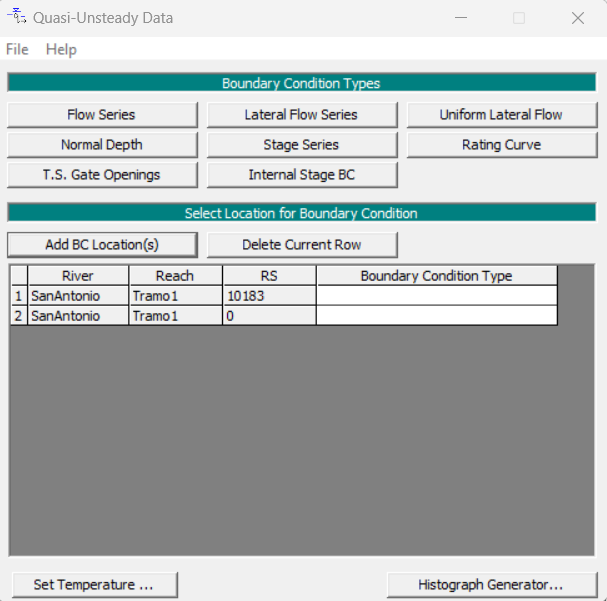 Quasi-Unsteady Data
File Help
Boundary Condition Types
Flow Series Lateral Flow Series Uniform Lateral Flow
Normal Depth Stage Series Rating Curve
T.S. Gate Openings Internal Stage BC
Select Location for Boundary Condition
Add BC Location(s) Delete Current Row
River Reach RS Boundary Condition Type
1 SanAntonio Tramo1 10183
2 SanAntonio Tramo1 0
Set Temperature ... Histograph Generator...